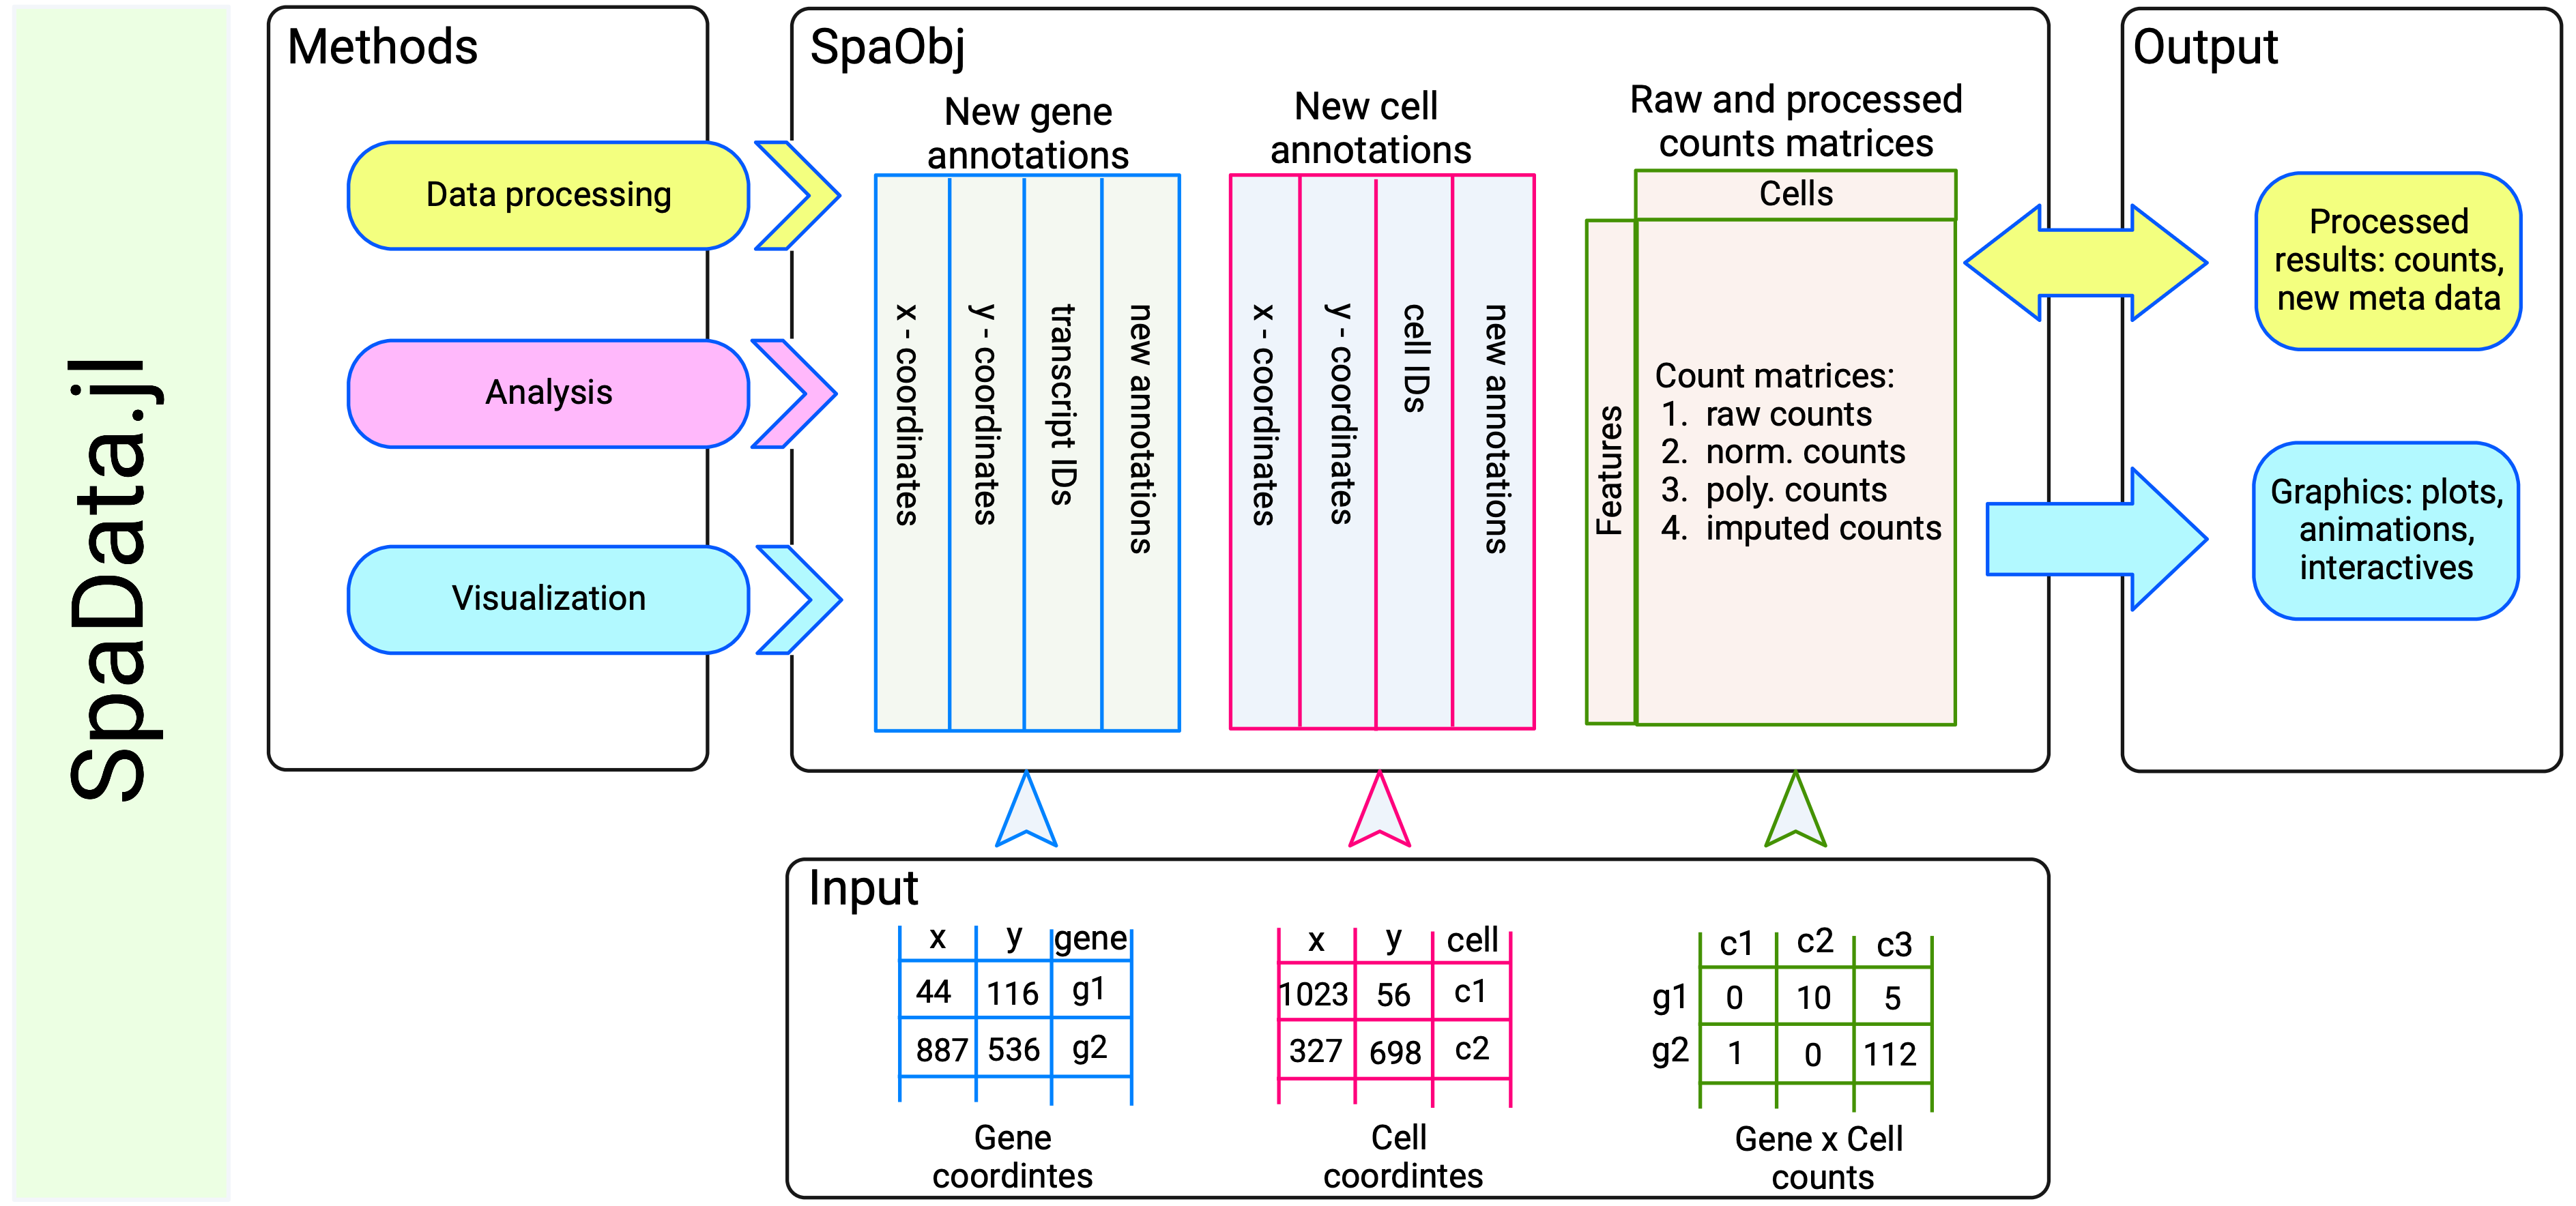 SpaData.jl
Methods
Data processing
Analysis
Visualization
SpaObj
New gene
annotations
x - coordinates
y - coordinates
transcript IDs
new annotations
New cell
annotations
x - coordinates
y - coordinates
cell IDs
new annotations
Raw and processed
counts matrices
Cells
Features
Count matrices:
1. raw counts
2. norm. counts
3. poly. counts
4. imputed counts
Output
Processed
results: counts,
new meta data
Graphics: plots,
animations,
interactives
Input
x y gene
44 116 g1
887 536 g2
Gene
coordintes
x y cell
1023 56 c1
327 698 c2
Cell
coordintes
c1 c2 c3
g1 0 10 5
g2 1 0 112
Gene x Cell
counts